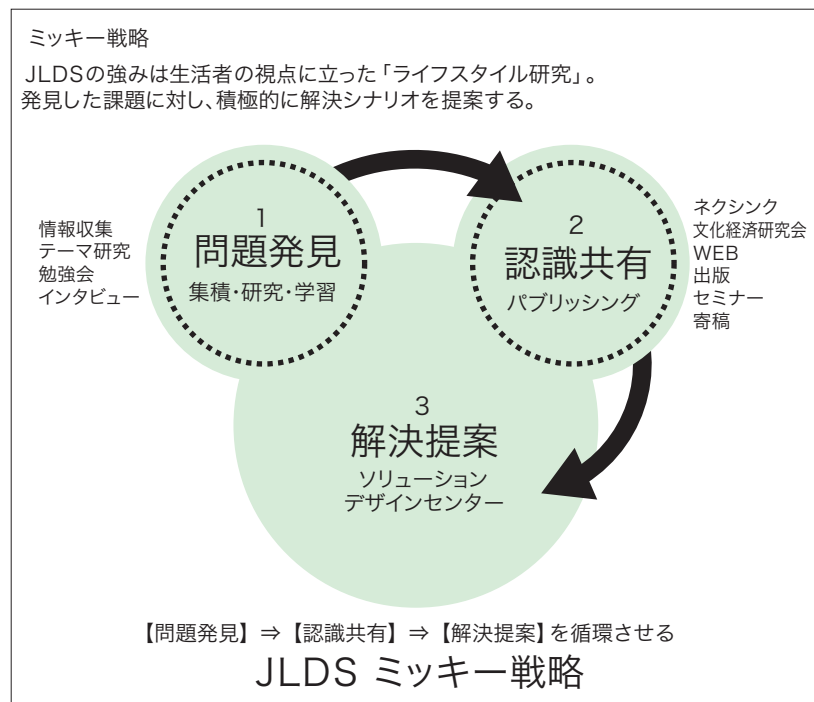 ミッキー戦略
JLDSの強みは生活者の視点に立った「ライフスタイル研究」。
発見した課題に対し、積極的に解決シナリオを提案する。
情報収集
テーマ研究
勉強会
インタビュー
1
問題発見
集積・研究・学習
2
認識共有
パブリッシング
ネクシンク
文化経済研究会
WEB
出版
セミナー
寄稿
3
解決提案
ソリューション
デザインセンター
【問題発見】⇒【認識共有】⇒【解決提案】を循環させる
JLDS ミッキー戦略